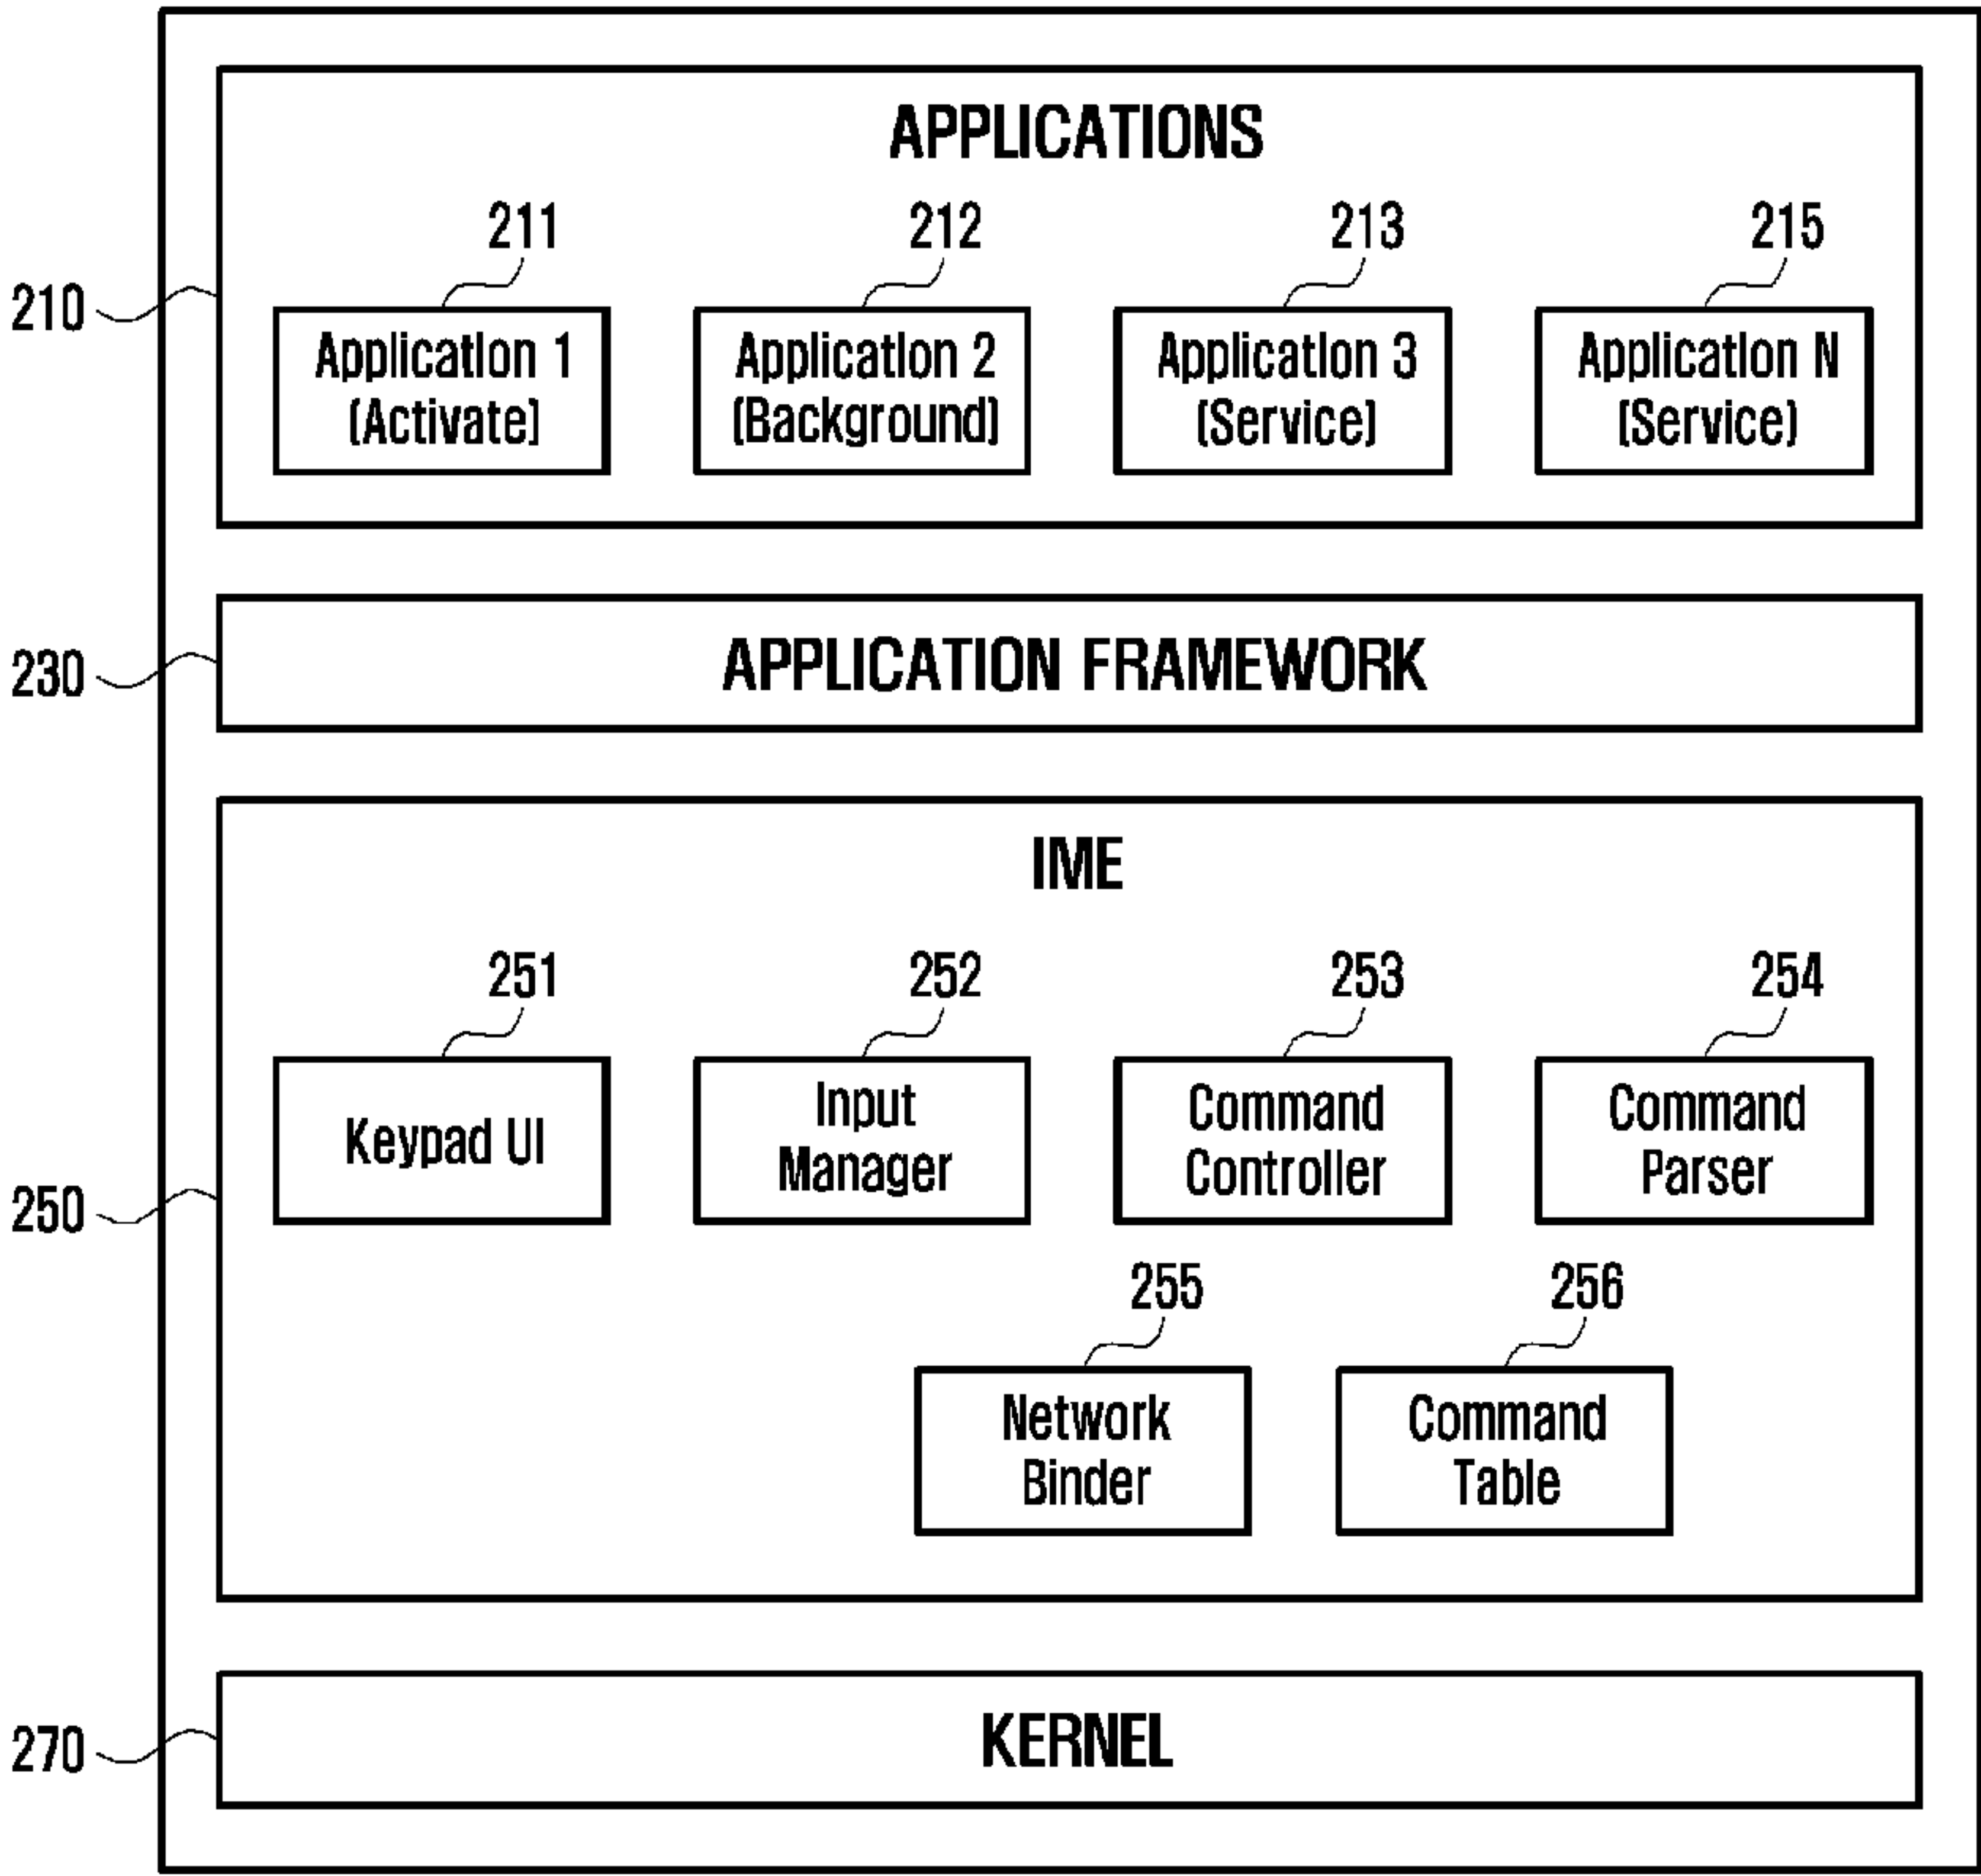 APPLICATIONS
211
212
213
215
210
Application 1
(Activate)
Application 2
(Background)
Application 3
(Service)
Application N
(Service)
230
APPLICATION FRAMEWORK
IME
251
252
253
254
250
Keypad UI
Input
Manager
Command
Controller
Command
Parser
255
256
Network
Binder
Command
Table
270
KERNEL